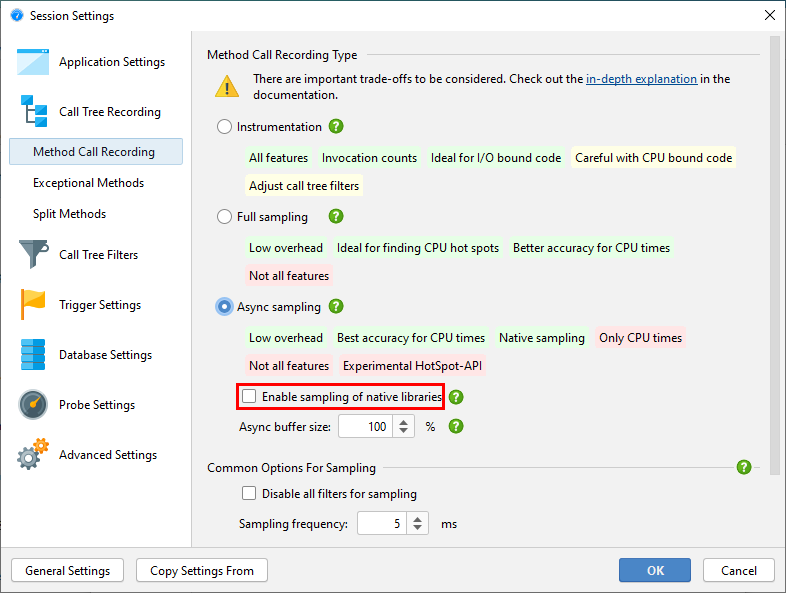 Session Settings
Application Settings
Call Tree Recording
Method Call Recording
Exceptional Methods
Split Methods
Call Tree Filters
Trigger Settings
Database Settings
Probe Settings
Advanced Settings
Method Call Recording Type
There are important trade-offs to be considered. Check out the in-depth explanation in the
documentation.
Instrumentation ?
All features Invocation counts Ideal for I/O bound code Careful with CPU bound code
Adjust call tree filters
Full sampling ?
Low overhead Ideal for finding CPU hot spots Better accuracy for CPU times
Not all features
Async sampling ?
Low overhead Best accuracy for CPU times Native sampling Only CPU times
Not all features Experimental HotSpot-API
Enable sampling of native libraries ?
Async buffer size: 100 % ?
Common Options For Sampling ?
Disable all filters for sampling
Sampling frequency: 5 ms
General Settings Copy Settings From OK Cancel